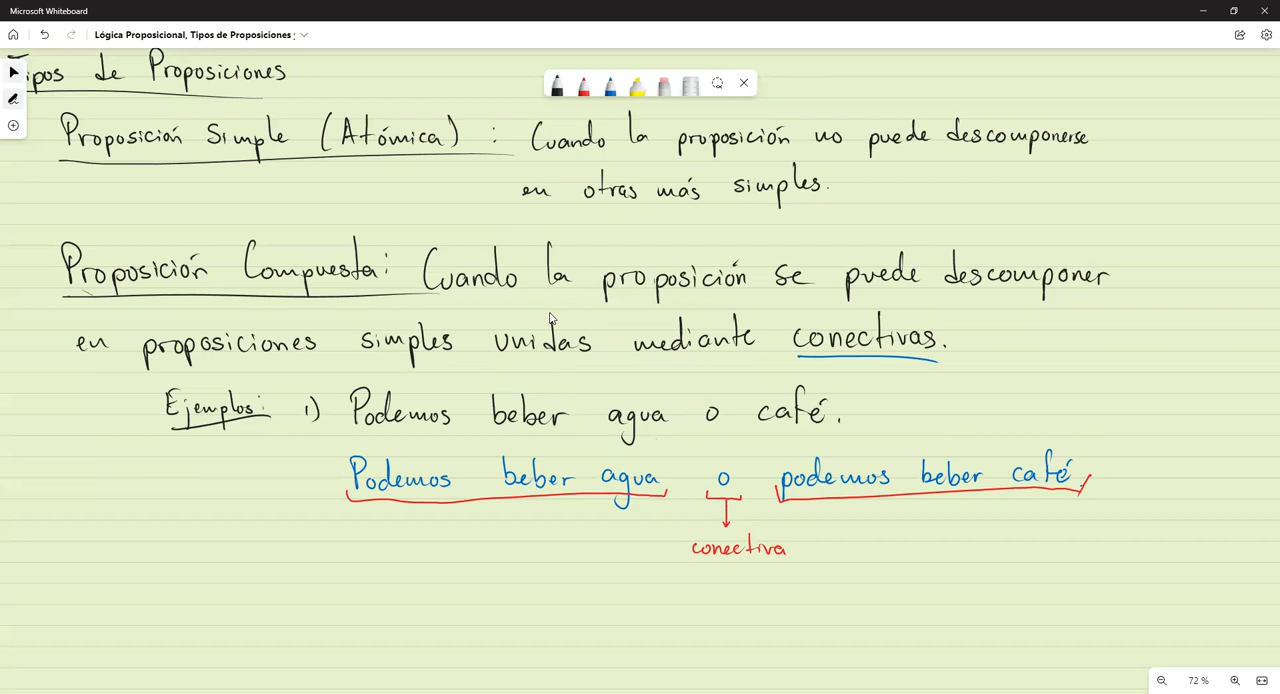 Microsoft Whiteboard
Lógica Proposicional, Tipos de Proposiciones
Tipos de Proposiciones
Proposición Simple (Atómica) : Cuando la proposición no puede descomponerse
en otras más simples.
Proposición Compuesta: Cuando la proposición se puede descomponer
en proposiciones simples unidas mediante conectivas.
Ejemplos: 1) Podemos beber agua o café.
Podemos beber agua o podemos beber café.
conectiva
72 %